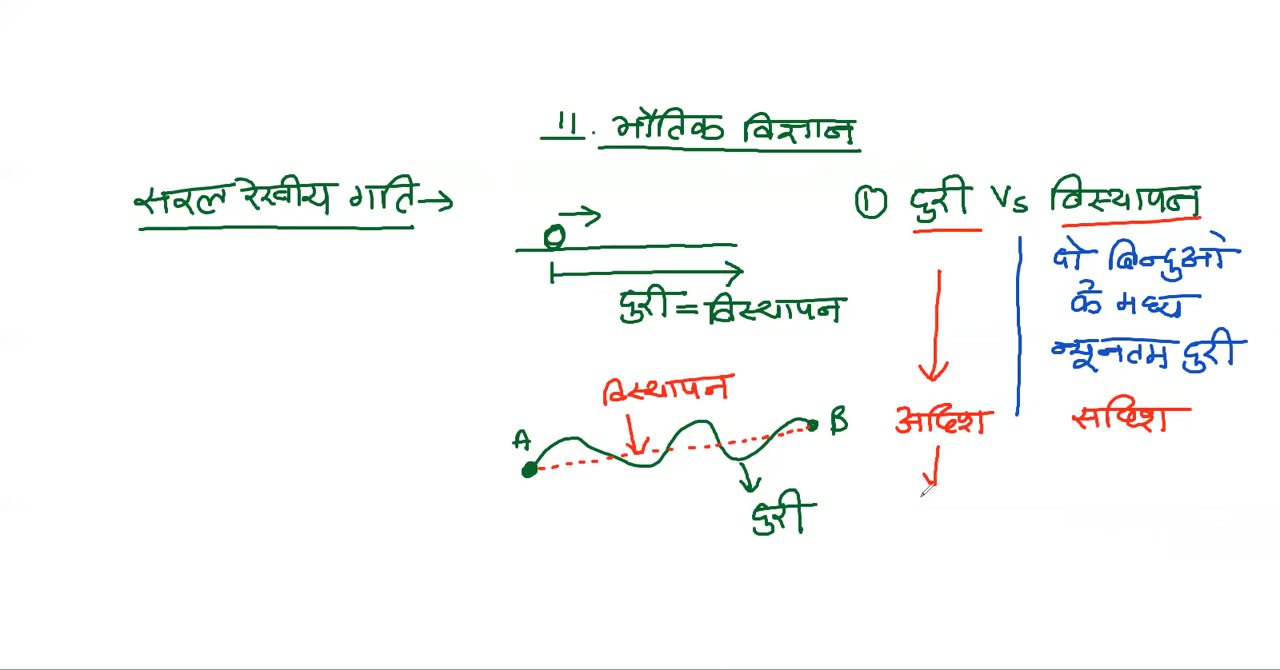 11. भौतिक विज्ञान
सरल रेखीय गति →
दुरी = विस्थापन
विस्थापन
A
B
दुरी
① दुरी Vs विस्थापन
दो बिन्दुओ
के मध्य
न्यूनतम दुरी
अदिश
सदिश